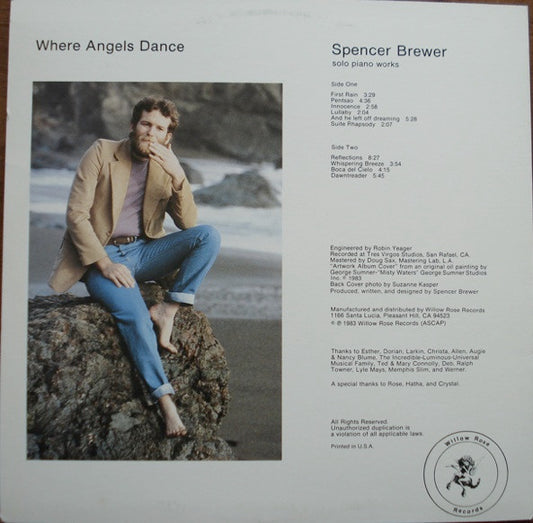 Where Angels Dance
Spencer Brewer
solo piano works
Side One
First Rain 3:29
Pentsao 4:36
Innocence 2:58
Lullaby 2:04
And he left off dreaming 5:28
Suite Rhapsody 2:07
Side Two
Reflections 8:27
Whispering Breeze 3:54
Boca del Cielo 4:15
Dawntreader 5:45
Engineered by Robin Yeager
Recorded at Tres Virgos Studios, San Rafael, CA.
Mastered by Doug Sax, Mastering Lab, L.A.
"Artwork Album Cover" from an original oil painting by
George Sumner-"Misty Waters" George Sumner Studios
Inc. © 1983
Back Cover photo by Suzanne Kasper
Produced, written, and designed by Spencer Brewer
Manufactured and distributed by Willow Rose Records
1166 Santa Lucia, Pleasant Hill, CA 94523
© ℗ 1983 Willow Rose Records (ASCAP)
Thanks to Esther, Dorian, Larkin, Christa, Allen, Augie
& Nancy Blume, The Incredible-Luminous-Universal
Musical Family, Ted & Mary Connolly, Deb, Ralph
Towner, Lyle Mays, Memphis Slim, and Werner.
A special thanks to Rose, Hatha, and Crystal.
All Rights Reserved.
Unauthorized duplication is
a violation of all applicable laws.
Printed in U.S.A.
Willow Rose
Records